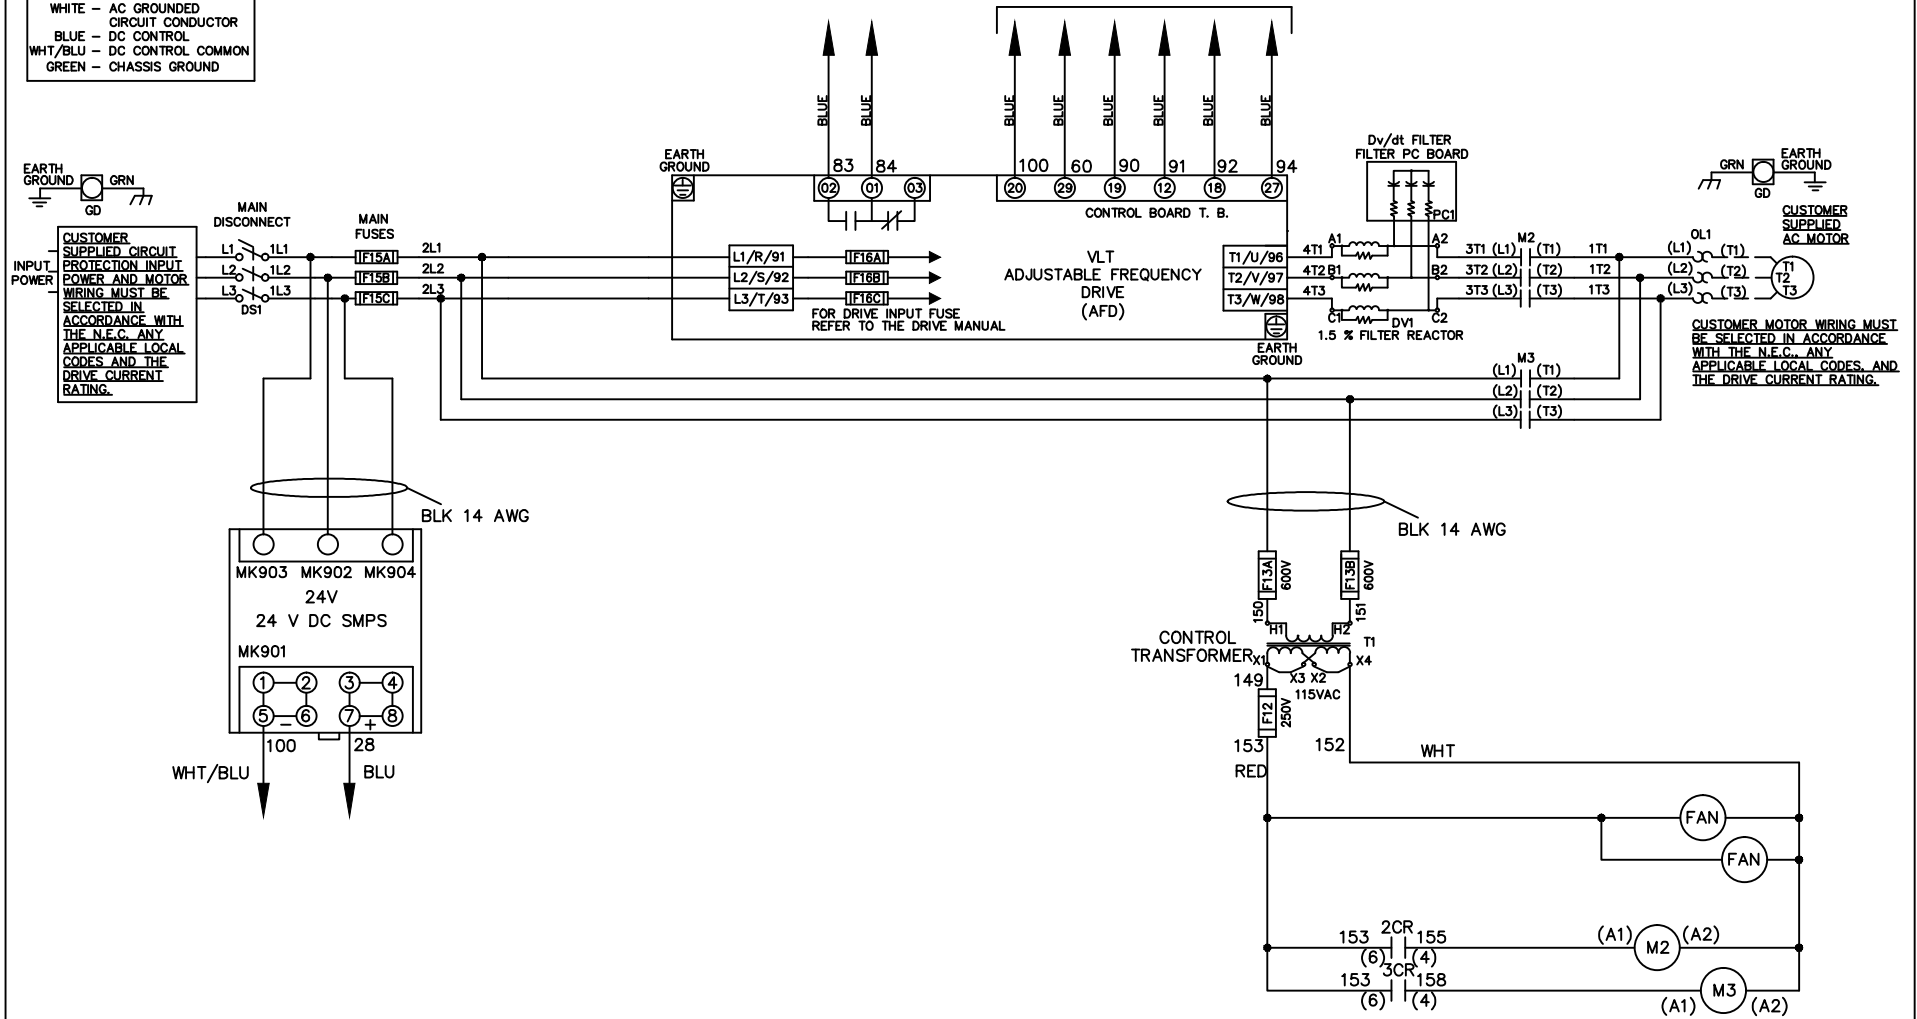 WHITE – AC GROUNDED
CIRCUIT CONDUCTOR
BLUE – DC CONTROL
WHT/BLU – DC CONTROL COMMON
GREEN – CHASSIS GROUND
BLUE BLUE BLUE BLUE BLUE BLUE BLUE BLUE
83 84 100 60 90 91 92 94
02 01 03 20 29 19 12 18 27
CONTROL BOARD T. B.
EARTH
GROUND
GRN
GD
EARTH
GROUND
Dv/dt FILTER
FILTER PC BOARD
PC1
GRN
EARTH
GROUND
GD
CUSTOMER
SUPPLIED
AC MOTOR
INPUT
POWER
CUSTOMER
SUPPLIED CIRCUIT
PROTECTION INPUT
POWER AND MOTOR
WIRING MUST BE
SELECTED IN
ACCORDANCE WITH
THE N.E.C. ANY
APPLICABLE LOCAL
CODES AND THE
DRIVE CURRENT
RATING.
MAIN
DISCONNECT
L1 1L1
L2 1L2
L3 1L3
DS1
MAIN
FUSES
F15A 2L1
F15B 2L2
F15C 2L3
L1/R/91 F16A
L2/S/92 F16B
L3/T/93 F16C
FOR DRIVE INPUT FUSE
REFER TO THE DRIVE MANUAL
VLT
ADJUSTABLE FREQUENCY
DRIVE
(AFD)
T1/U/96 4T1 A1 A2 3T1 (L1) M2 (T1) 1T1 (L1) OL1 (T1) T1
T2/V/97 4T2 B1 B2 3T2 (L2) (T2) 1T2 (L2) (T2) T2
T3/W/98 4T3 C1 C2 3T3 (L3) (T3) 1T3 (L3) (T3) T3
DV1
1.5 % FILTER REACTOR
EARTH
GROUND
CUSTOMER MOTOR WIRING MUST
BE SELECTED IN ACCORDANCE
WITH THE N.E.C., ANY
APPLICABLE LOCAL CODES, AND
THE DRIVE CURRENT RATING.
M3
(L1) (T1)
(L2) (T2)
(L3) (T3)
BLK 14 AWG
MK903 MK902 MK904
24V
24 V DC SMPS
MK901
1 2 3 4
5 6 7 8
– +
100 28
WHT/BLU BLU
BLK 14 AWG
F13A 600V F13B 600V
150 151
H1 H2
CONTROL
TRANSFORMER
T1
X1 X3 X2 X4
149 115VAC
F12 250V
153 152 WHT
RED
FAN
FAN
2CR
153 155 (A1) M2 (A2)
(6) (4)
3CR
153 158
(6) (4) (A1) M3 (A2)